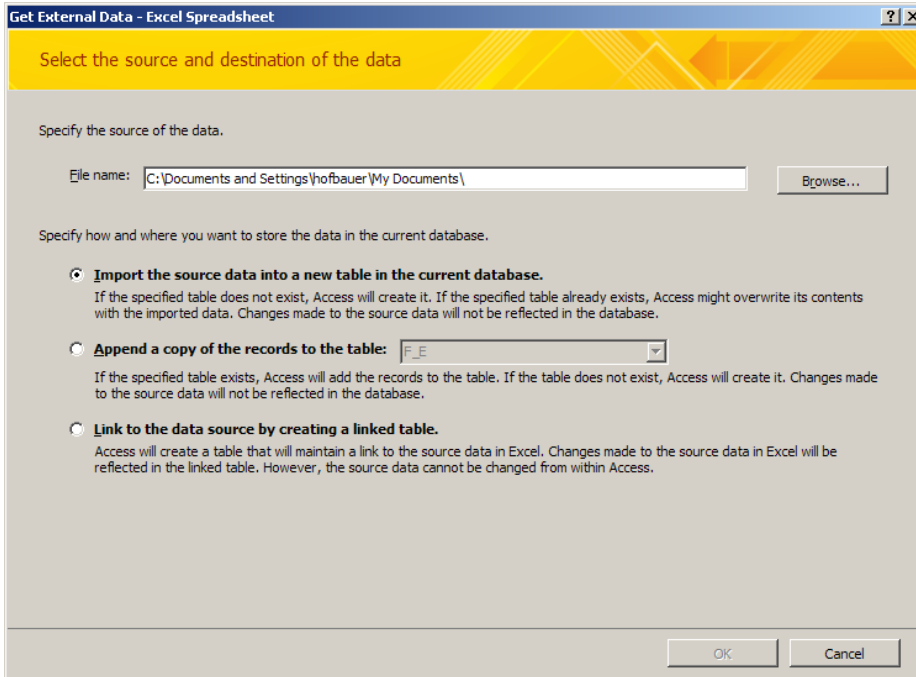 Get External Data - Excel Spreadsheet
Select the source and destination of the data
Specify the source of the data.
File name: C:\Documents and Settings\hofbauer\My Documents\ Browse...
Specify how and where you want to store the data in the current database.
Import the source data into a new table in the current database.
If the specified table does not exist, Access will create it. If the specified table already exists, Access might overwrite its contents
with the imported data. Changes made to the source data will not be reflected in the database.
Append a copy of the records to the table: F_E
If the specified table exists, Access will add the records to the table. If the table does not exist, Access will create it. Changes made
to the source data will not be reflected in the database.
Link to the data source by creating a linked table.
Access will create a table that will maintain a link to the source data in Excel. Changes made to the source data in Excel will be
reflected in the linked table. However, the source data cannot be changed from within Access.
OK Cancel